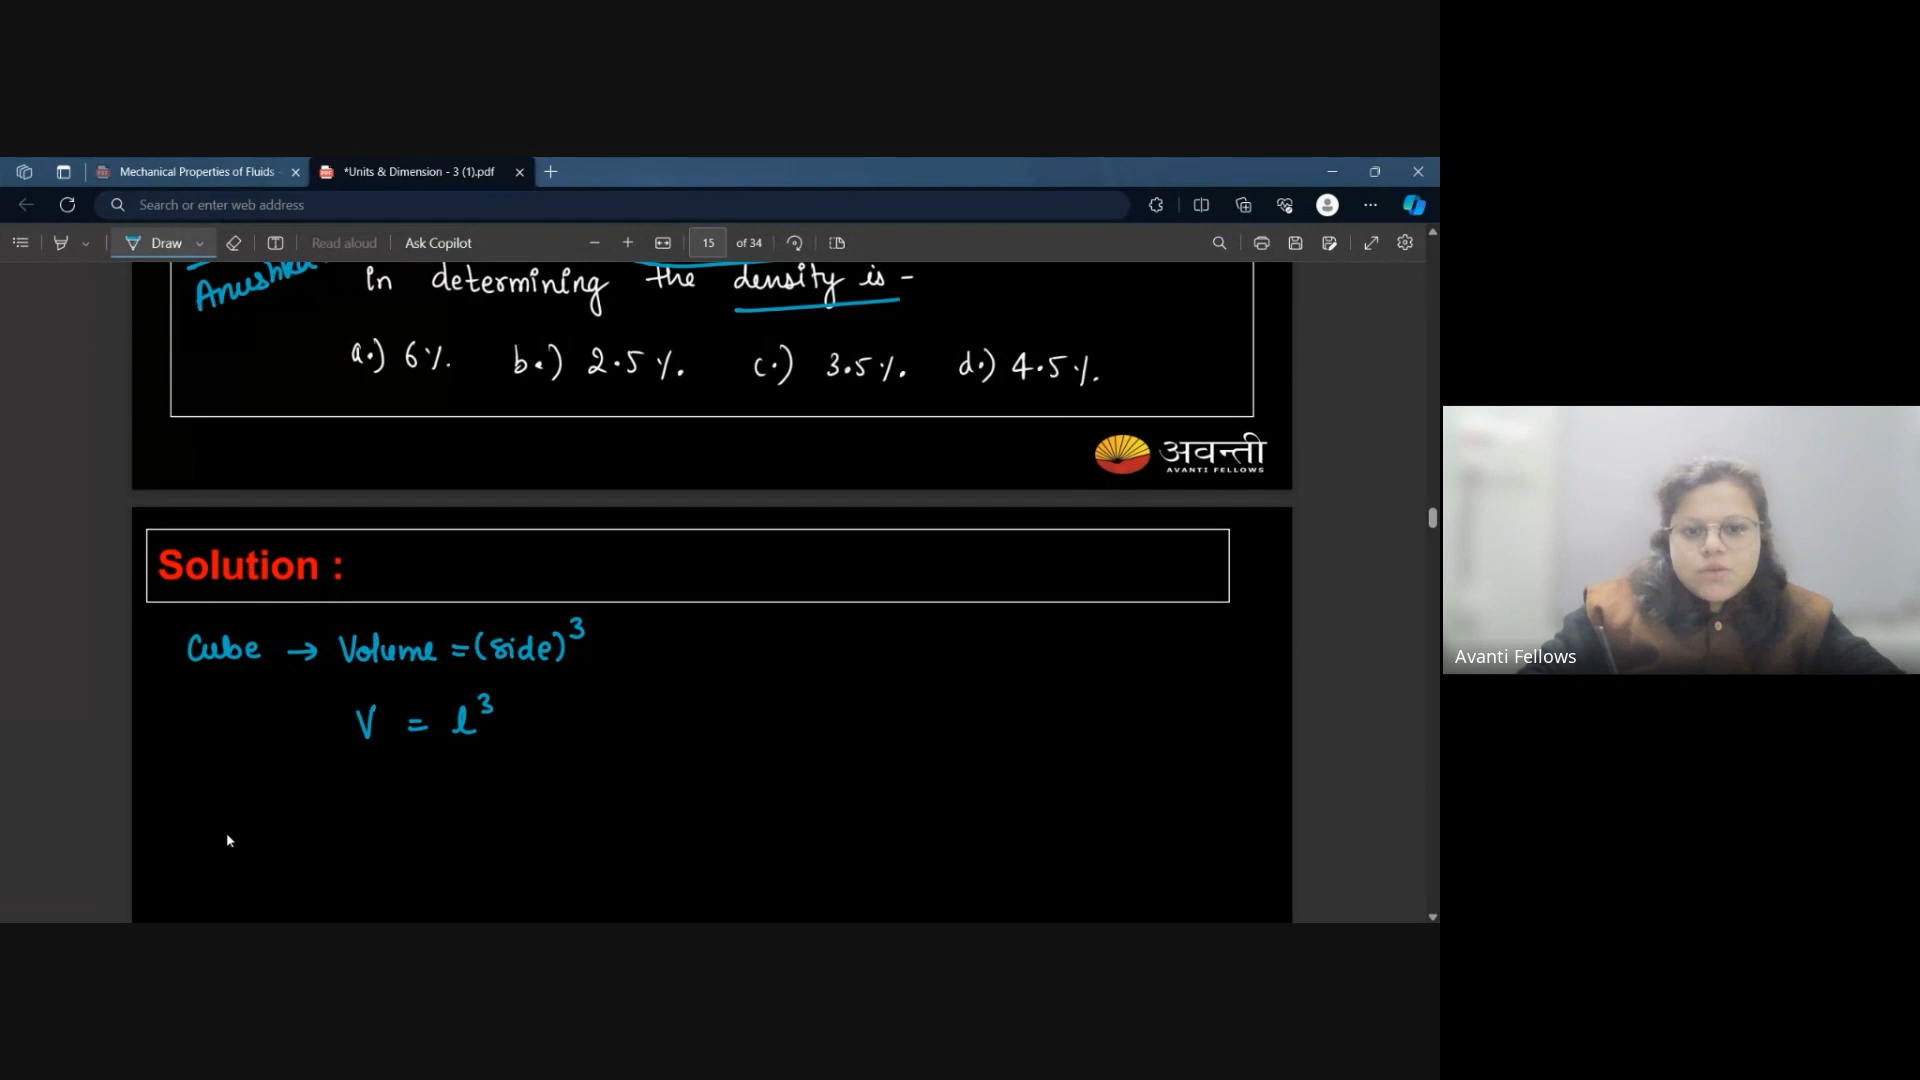 Mechanical Properties of Fluids
*Units & Dimension - 3 (1).pdf
Search or enter web address
Draw
Read aloud
Ask Copilot
15 of 34
Anushka
in determining the density is -
a.) 6%. b.) 2.5%. c.) 3.5%. d.) 4.5%.
अवन्ती
AVANTI FELLOWS
Solution :
Cube → Volume = (side)³
V = l³
Avanti Fellows